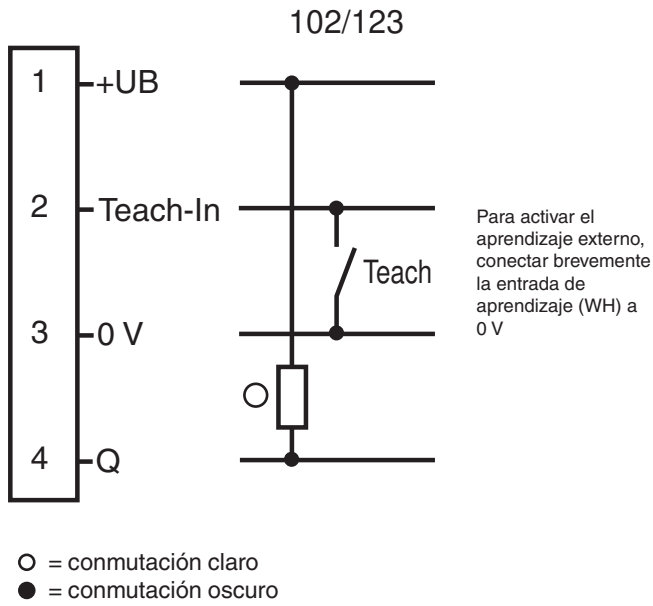 102/123
1 +UB
2 Teach-In
Teach
3 0 V
4 Q
Para activar el
aprendizaje externo,
conectar brevemente
la entrada de
aprendizaje (WH) a
0 V
= conmutación claro
= conmutación oscuro